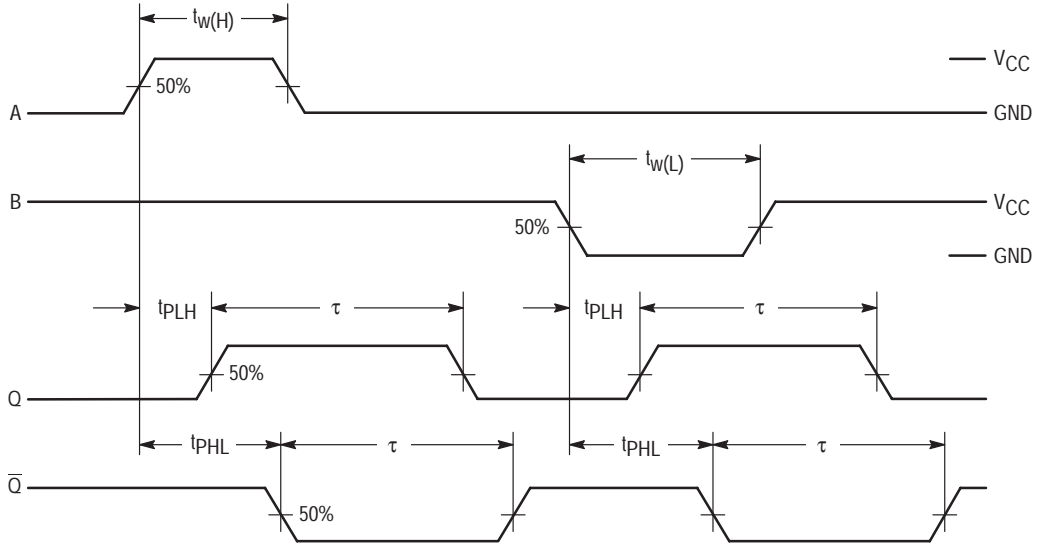 tw(H)
VCC
50%
A
GND
tw(L)
B
VCC
50%
GND
tPLH
τ
tPLH
τ
50%
Q
tPHL
τ
tPHL
τ
Q̅
50%